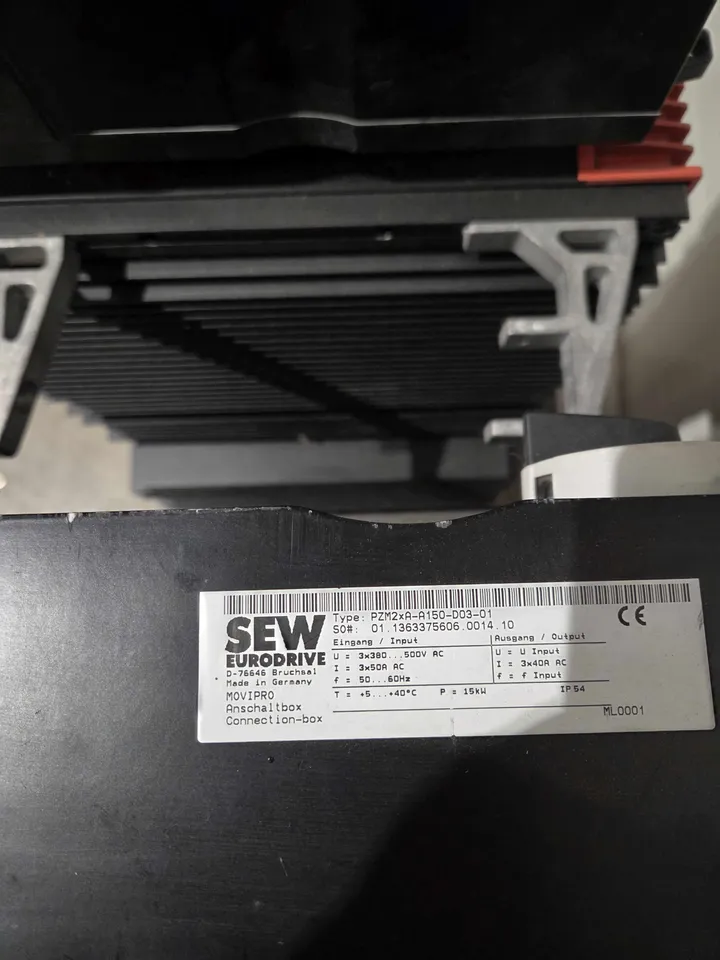 SEW
EURODRIVE
D-76646 Bruchsal
Made in Germany
MOVIPRO
Anschaltbox
Connection-box
Type: PZM2xA-A150-D03-01
SO#: 01.1363375606.0014.10
Eingang / Input
U = 3x380...500V AC
I = 3x50A AC
f = 50...60Hz
Ausgang / Output
U = U Input
I = 3x40A AC
f = f Input
T = +5...+40°C P = 15kW IP54
ML0001
CE